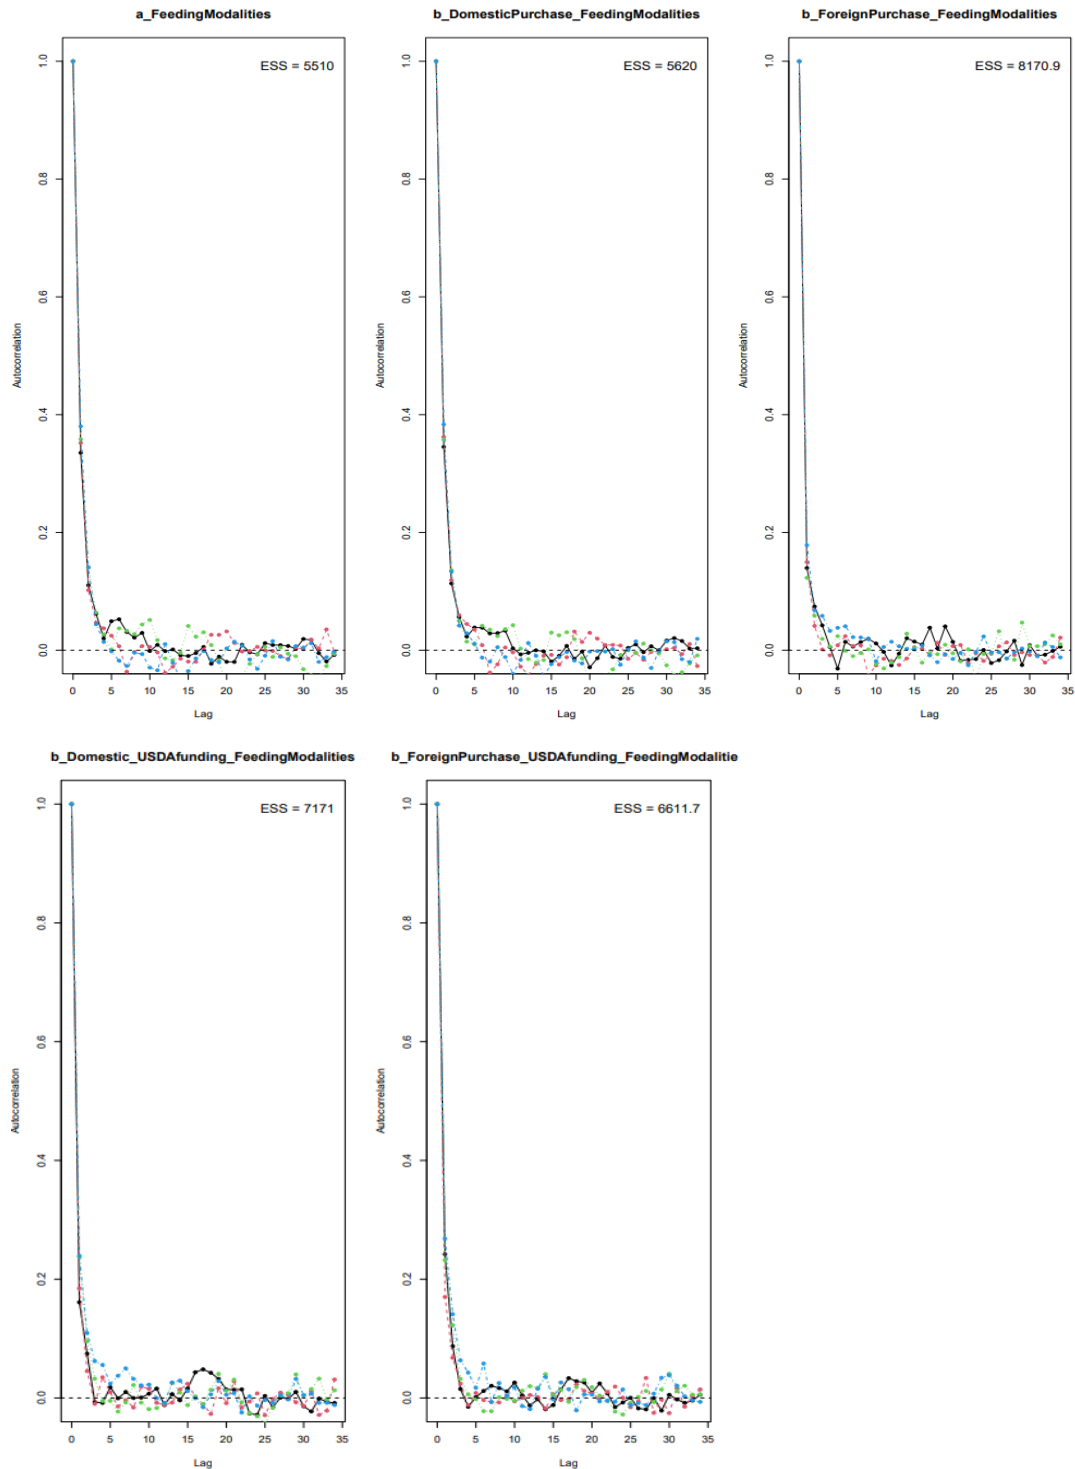 a_FeedingModalities
b_DomesticPurchase_FeedingModalities
b_ForeignPurchase_FeedingModalities
ESS = 5510
ESS = 5620
ESS = 8170.9
Autocorrelation
Autocorrelation
Autocorrelation
1.0
0.8
0.6
0.4
0.2
0.0
1.0
0.8
0.6
0.4
0.2
0.0
1.0
0.8
0.6
0.4
0.2
0.0
0 5 10 15 20 25 30 35
0 5 10 15 20 25 30 35
0 5 10 15 20 25 30 35
Lag
Lag
Lag
b_Domestic_USDAfunding_FeedingModalities
b_ForeignPurchase_USDAfunding_FeedingModalitie
ESS = 7171
ESS = 6611.7
Autocorrelation
Autocorrelation
1.0
0.8
0.6
0.4
0.2
0.0
1.0
0.8
0.6
0.4
0.2
0.0
0 5 10 15 20 25 30 35
0 5 10 15 20 25 30 35
Lag
Lag